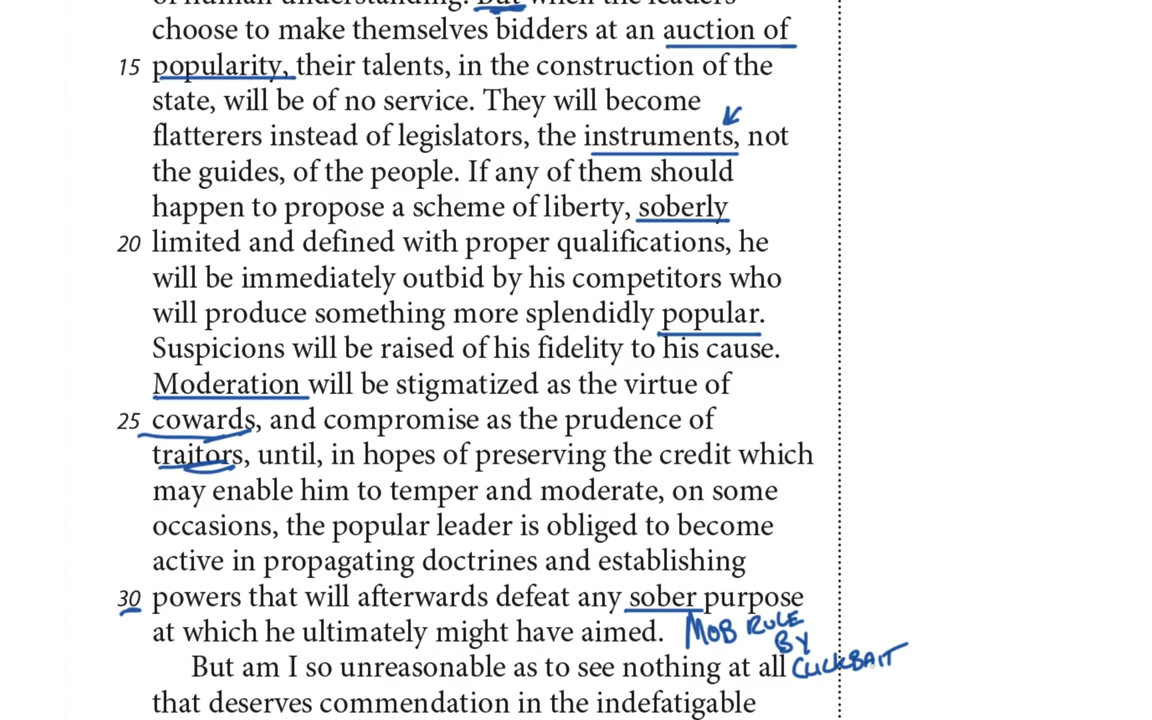 of human understanding. But when the leaders
choose to make themselves bidders at an auction of
15 popularity, their talents, in the construction of the
state, will be of no service. They will become
flatterers instead of legislators, the instruments, not
the guides, of the people. If any of them should
happen to propose a scheme of liberty, soberly
20 limited and defined with proper qualifications, he
will be immediately outbid by his competitors who
will produce something more splendidly popular.
Suspicions will be raised of his fidelity to his cause.
Moderation will be stigmatized as the virtue of
25 cowards, and compromise as the prudence of
traitors, until, in hopes of preserving the credit which
may enable him to temper and moderate, on some
occasions, the popular leader is obliged to become
active in propagating doctrines and establishing
30 powers that will afterwards defeat any sober purpose
at which he ultimately might have aimed. MOB RULE
BY
But am I so unreasonable as to see nothing at all CLICKBAIT
that deserves commendation in the indefatigable